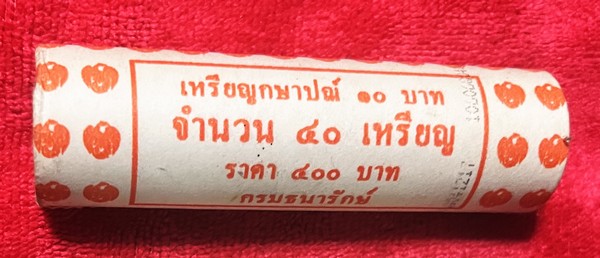 เหรียญกษาปณ์ ๑๐ บาท
จำนวน ๔๐ เหรียญ
ราคา ๔๐๐ บาท
กรมธนารักษ์